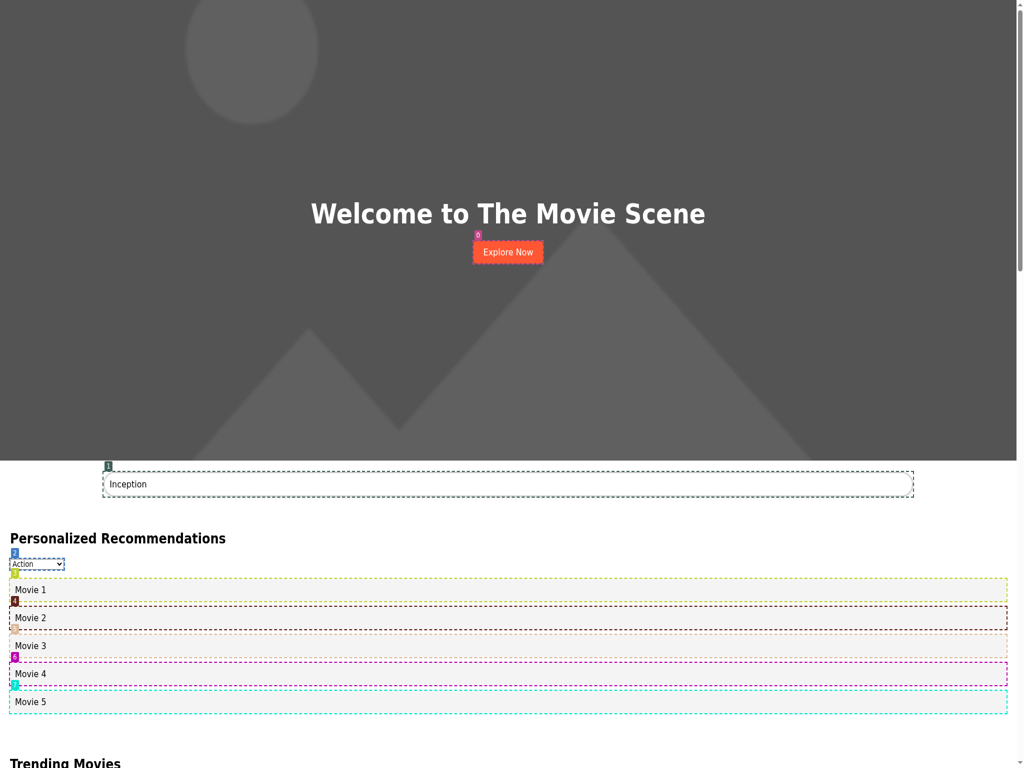 Welcome to The Movie Scene
0
Explore Now
1
Inception
Personalized Recommendations
2
Action
3
Movie 1
4
Movie 2
5
Movie 3
6
Movie 4
7
Movie 5
Trending Movies